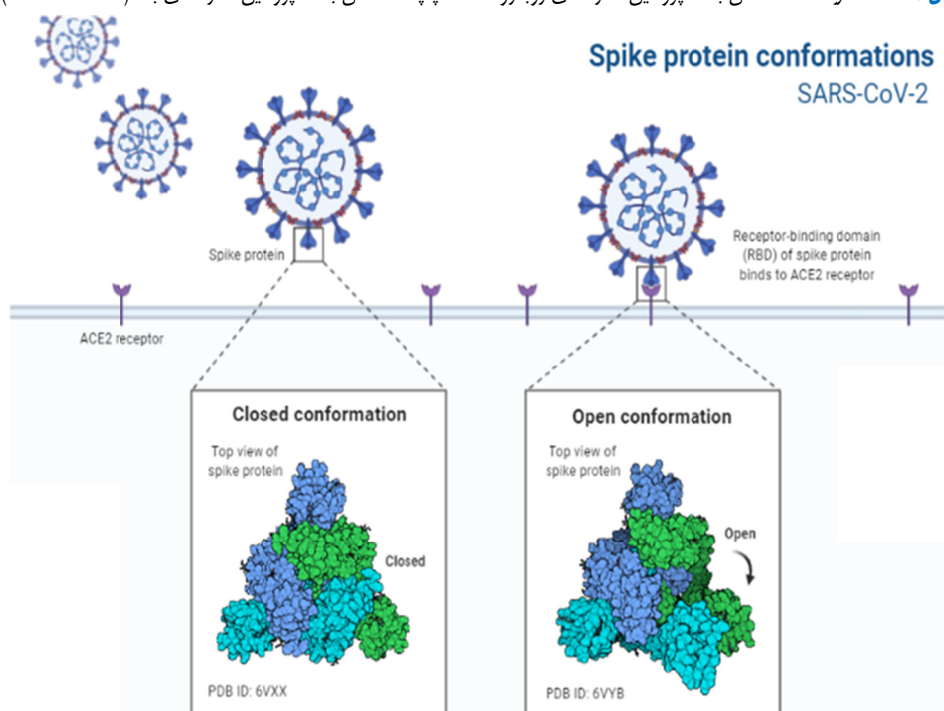 Spike protein conformations
SARS-CoV-2
Spike protein
Receptor-binding domain
(RBD) of spike protein
binds to ACE2 receptor
ACE2 receptor
Closed conformation
Top view of
spike protein
Closed
PDB ID: 6VXX
Open conformation
Top view of
spike protein
Open
PDB ID: 6VYB